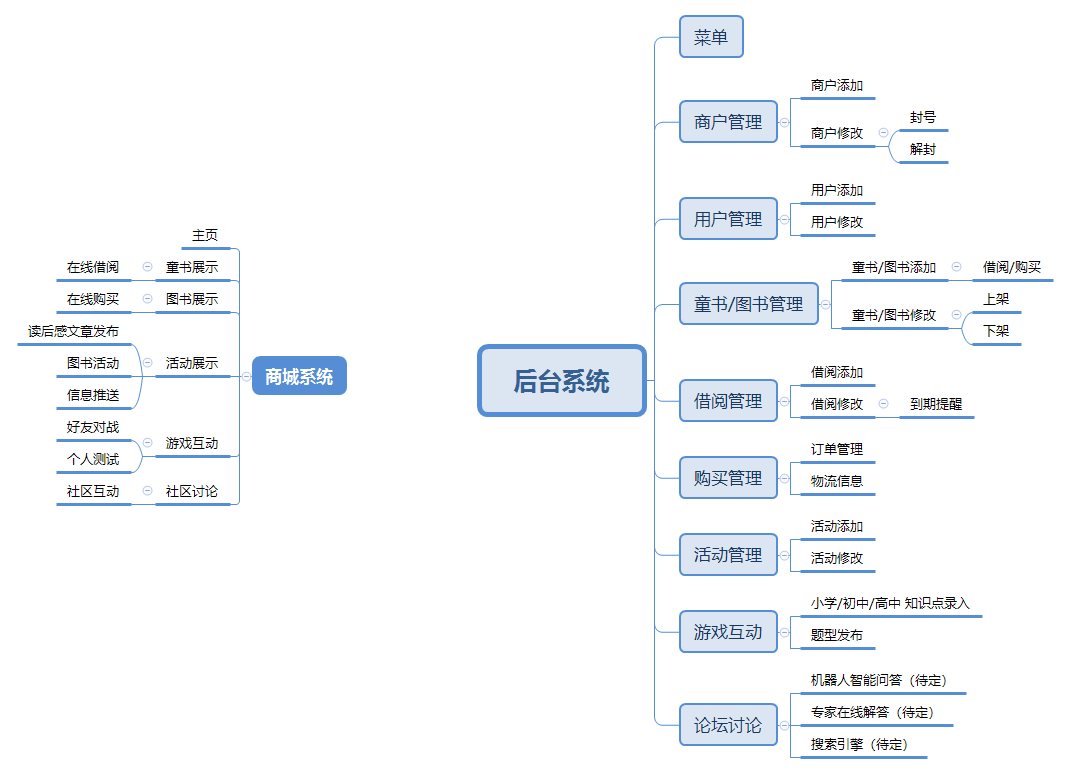 商城系统
主页
童书展示
在线借阅
图书展示
在线购买
活动展示
读后感文章发布
图书活动
信息推送
游戏互动
好友对战
个人测试
社区讨论
社区互动
后台系统
菜单
商户管理
商户添加
商户修改
封号
解封
用户管理
用户添加
用户修改
童书/图书管理
童书/图书添加
借阅/购买
童书/图书修改
上架
下架
借阅管理
借阅添加
借阅修改
到期提醒
购买管理
订单管理
物流信息
活动管理
活动添加
活动修改
游戏互动
小学/初中/高中 知识点录入
题型发布
论坛讨论
机器人智能问答（待定）
专家在线解答（待定）
搜索引擎（待定）